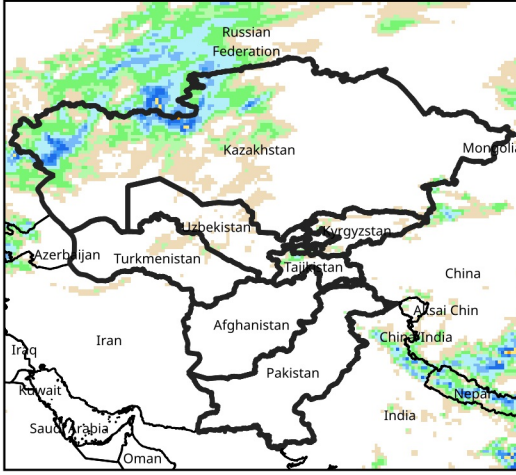 Russian
Federation
Kazakhstan
Mongolia
Uzbekistan
Kyrgyzstan
Azerbaijan
Turkmenistan
Tajikistan
China
Aksai Chin
Afghanistan
China/India
Iran
Iraq
Pakistan
Kuwait
Nepal
India
Saudi Arabia
Oman